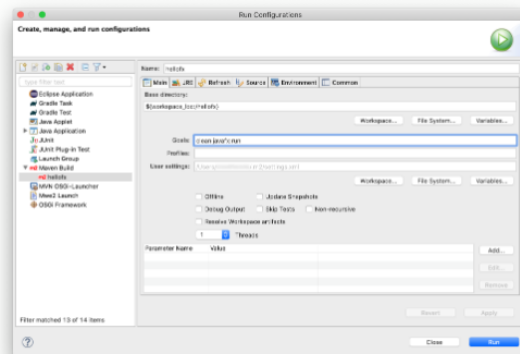 Run Configurations
Create, manage, and run configurations
type filter text
Eclipse Application
Gradle Task
Gradle Test
Java Applet
Java Application
JUnit
JUnit Plug-in Test
Launch Group
Maven Build
hellofx
MVN OSGi-Launcher
Mwe2 Launch
OSGi Framework
Filter matched 13 of 14 items
Name: hellofx
Main JRE Refresh Source Environment Common
Base directory:
${workspace_loc:/hellofx}
Workspace... File System... Variables...
Goals: clean javafx:run
Profiles:
User settings:
Workspace... File System... Variables...
Offline Update Snapshots
Debug Output Skip Tests Non-recursive
Resolve Workspace artifacts
1 Threads
Parameter Name Value
Add...
Edit...
Remove
Revert Apply
Close Run